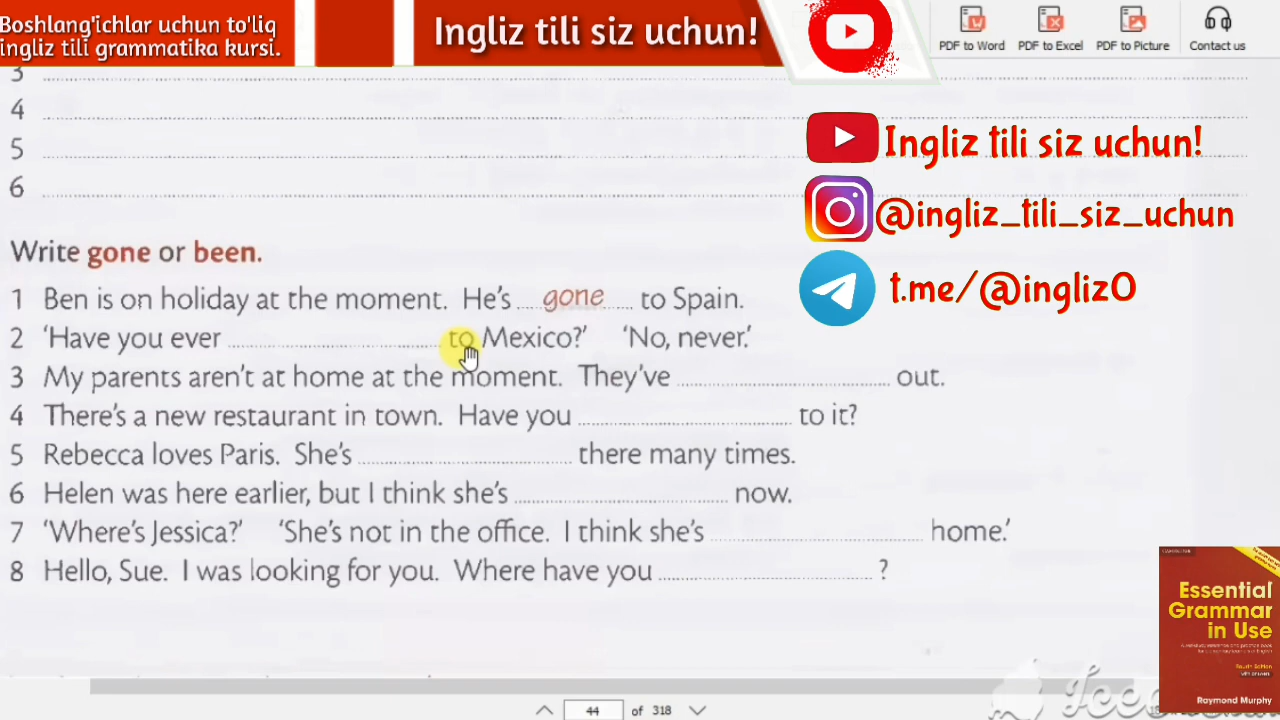 Boshlang'ichlar uchun to'liq
ingliz tili grammatika kursi.
Ingliz tili siz uchun!
PDF to Word
PDF to Excel
PDF to Picture
Contact us
Ingliz tili siz uchun!
@ingliz_tili_siz_uchun
t.me/@ingliz0
3
4
5
6
Write gone or been.
1 Ben is on holiday at the moment. He's gone to Spain.
2 'Have you ever to Mexico?' 'No, never.'
3 My parents aren't at home at the moment. They've out.
4 There's a new restaurant in town. Have you to it?
5 Rebecca loves Paris. She's there many times.
6 Helen was here earlier, but I think she's now.
7 'Where's Jessica?' 'She's not in the office. I think she's home.'
8 Hello, Sue. I was looking for you. Where have you ?
Essential
Grammar
in Use
Fourth Edition
Raymond Murphy
44 of 318